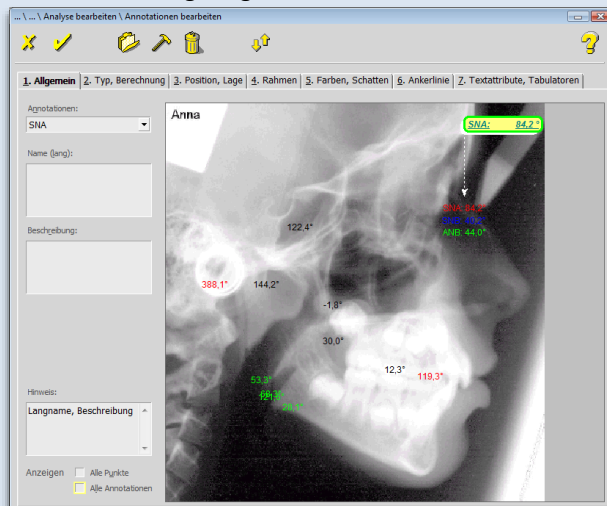 ... \ ... \ Analyse bearbeiten \ Annotationen bearbeiten
1. Allgemein
2. Typ, Berechnung
3. Position, Lage
4. Rahmen
5. Farben, Schatten
6. Ankerlinie
7. Textattribute, Tabulatoren
Annotationen:
SNA
Name (lang):
Beschreibung:
Hinweis:
Langname, Beschreibung
Anzeigen
Alle Punkte
Alle Annotationen
Anna
SNA: 84,2 °
SNA:
ANB: 44,0°
122,4°
388,1°
144,2°
-1,8°
30,0°
12,3°
119,3°
53,3°
28,1°